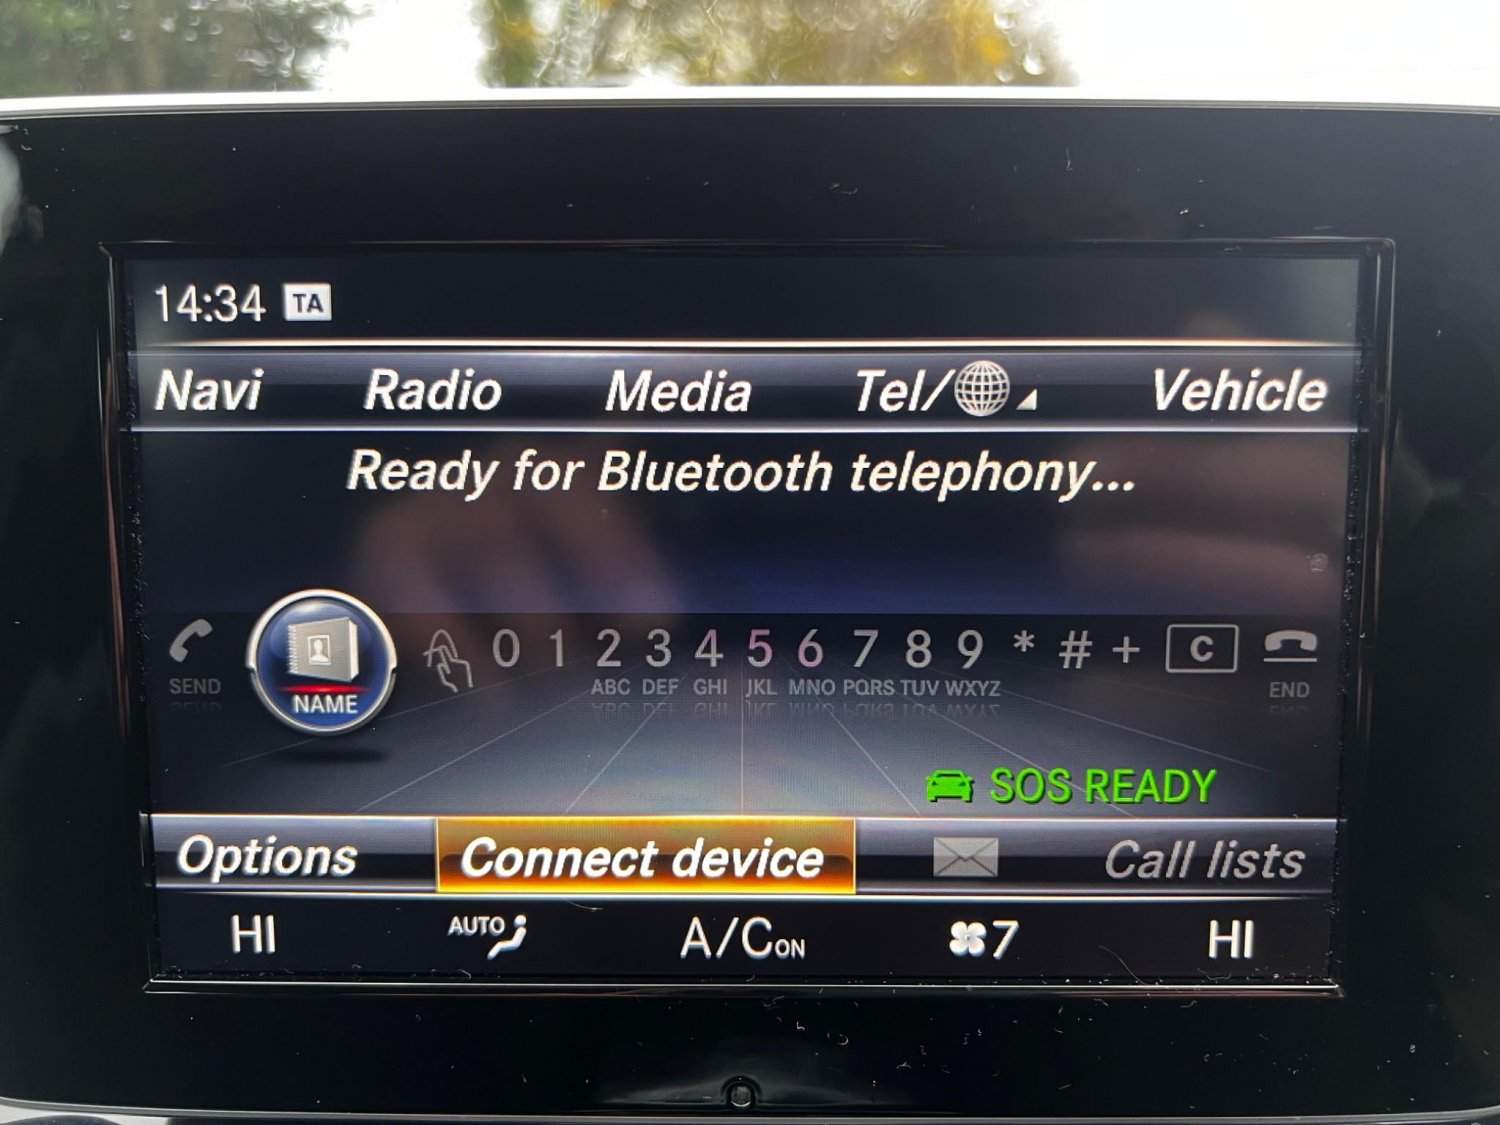 14:34 TA
Navi Radio Media Tel/ Vehicle
Ready for Bluetooth telephony...
0 1 2 3 4 5 6 7 8 9 * # + C
SEND ABC DEF GHI JKL MNO PQRS TUV WXYZ END
NAME
SOS READY
Options Connect device Call lists
HI AUTO A/C ON 7 HI